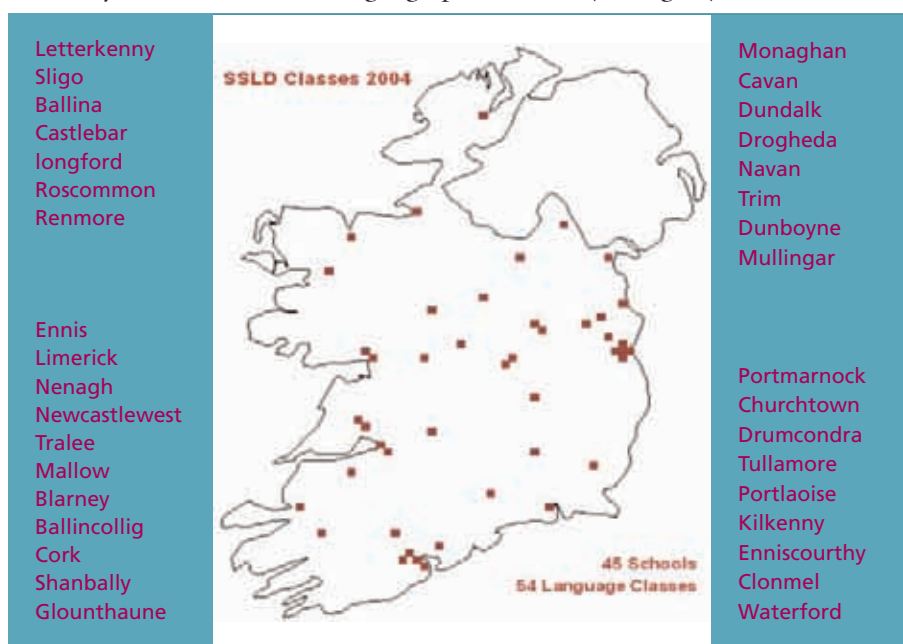 Letterkenny
Sligo
Ballina
Castlebar
longford
Roscommon
Renmore
Ennis
Limerick
Nenagh
Newcastlewest
Tralee
Mallow
Blarney
Ballincollig
Cork
Shanbally
Glounthaune
SSLD Classes 2004
45 Schools
54 Language Classes
Monaghan
Cavan
Dundalk
Drogheda
Navan
Trim
Dunboyne
Mullingar
Portmarnock
Churchtown
Drumcondra
Tullamore
Portlaoise
Kilkenny
Enniscourthy
Clonmel
Waterford